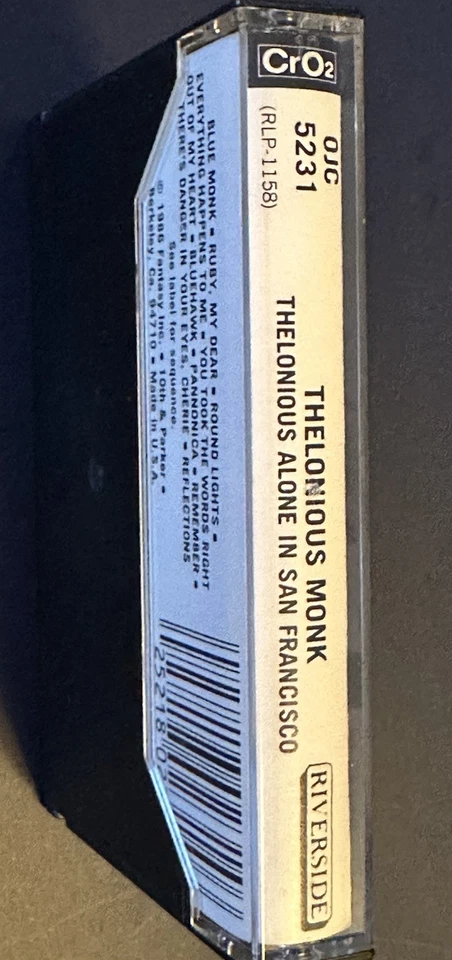 CrO2
OJC
5231
(RLP-1158)
THELONIOUS MONK
THELONIOUS ALONE IN SAN FRANCISCO
RIVERSIDE
BLUE MONK • RUBY, MY DEAR • ROUND LIGHTS •
EVERYTHING HAPPENS TO ME • YOU TOOK THE WORDS RIGHT
OUT OF MY HEART • BLUEHAWK • PANNONICA • REMEMBER •
THERE'S DANGER IN YOUR EYES, CHERIE • REFLECTIONS
See label for sequence.
℗ 1986 Fantasy Inc. • 10th & Parker •
Berkeley, Ca. 94710 • Made in U.S.A.
25218-0